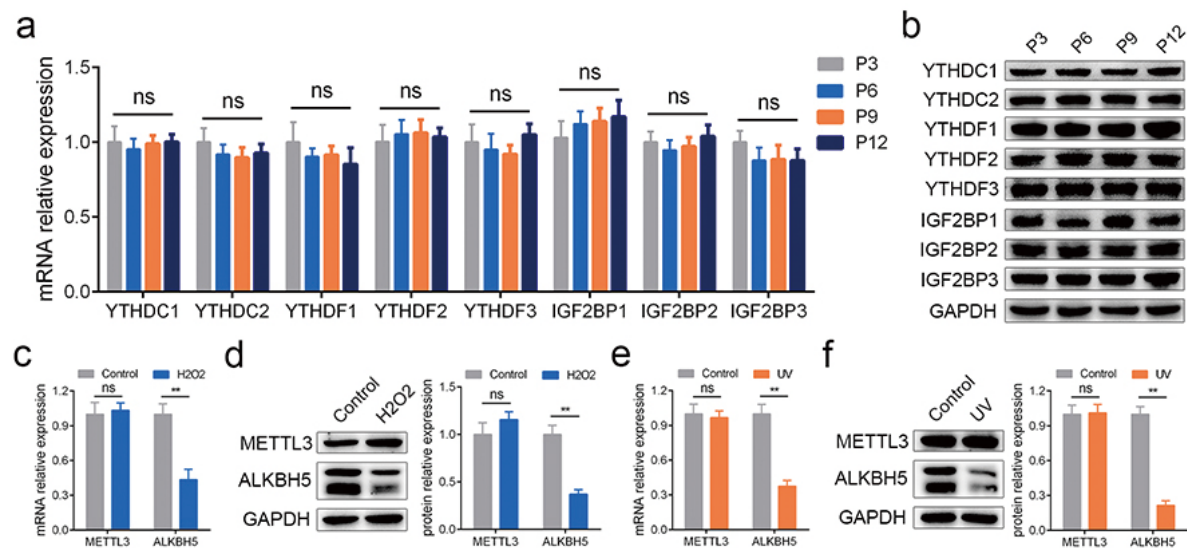 a
mRNA relative expression
1.5
1.0
0.5
0.0
ns
ns
ns
ns
ns
ns
ns
ns
YTHDC1
YTHDC2
YTHDF1
YTHDF2
YTHDF3
IGF2BP1
IGF2BP2
IGF2BP3
P3
P6
P9
P12
b
P3
P6
P9
P12
YTHDC1
YTHDC2
YTHDF1
YTHDF2
YTHDF3
IGF2BP1
IGF2BP2
IGF2BP3
GAPDH
c
Control
H2O2
mRNA relative expression
1.2
0.9
0.6
0.3
0.0
ns
**
METTL3
ALKBH5
d
Control
H2O2
METTL3
ALKBH5
GAPDH
Control
H2O2
protein relative expression
1.5
1.0
0.5
0.0
ns
**
METTL3
ALKBH5
e
Control
UV
mRNA relative expression
1.2
0.9
0.6
0.3
0.0
ns
**
METTL3
ALKBH5
f
Control
UV
METTL3
ALKBH5
GAPDH
Control
UV
protein relative expression
1.2
0.9
0.6
0.3
0.0
ns
**
METTL3
ALKBH5